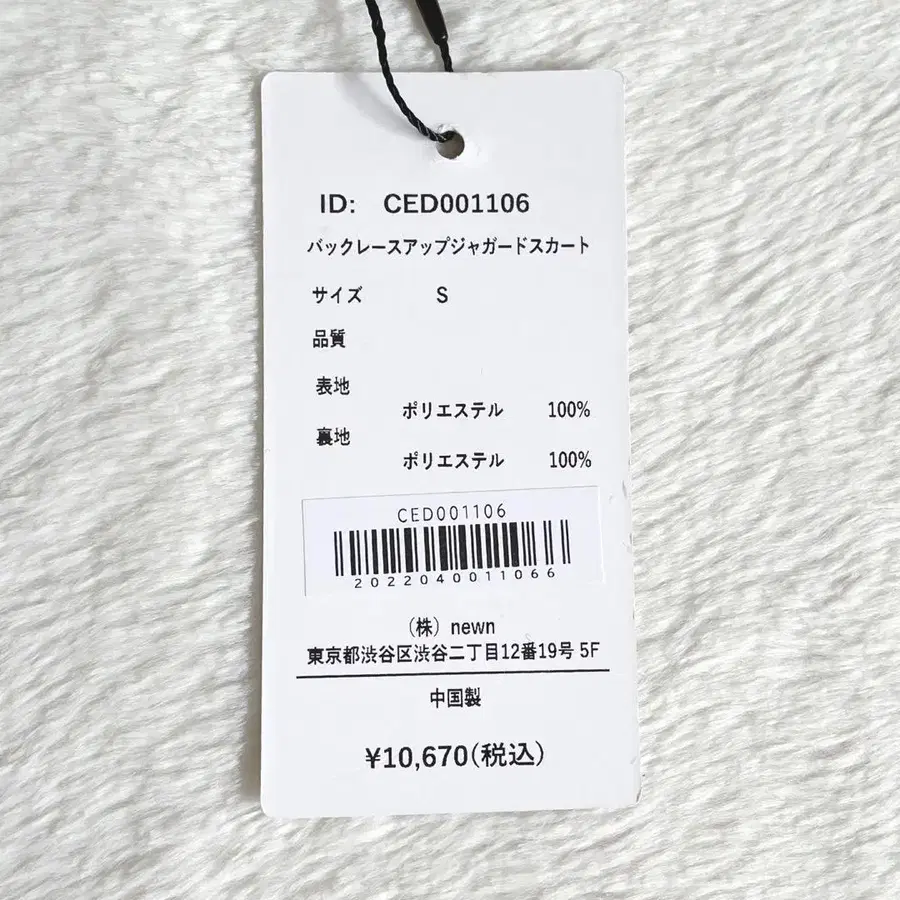 ID: CED001106
バックレースアップジャガードスカート
サイズ S
品質
表地
ポリエステル 100%
裏地
ポリエステル 100%
CED001106
2022040011066
（株）newn
東京都渋谷区渋谷二丁目12番19号 5F
中国製
¥10,670(税込)